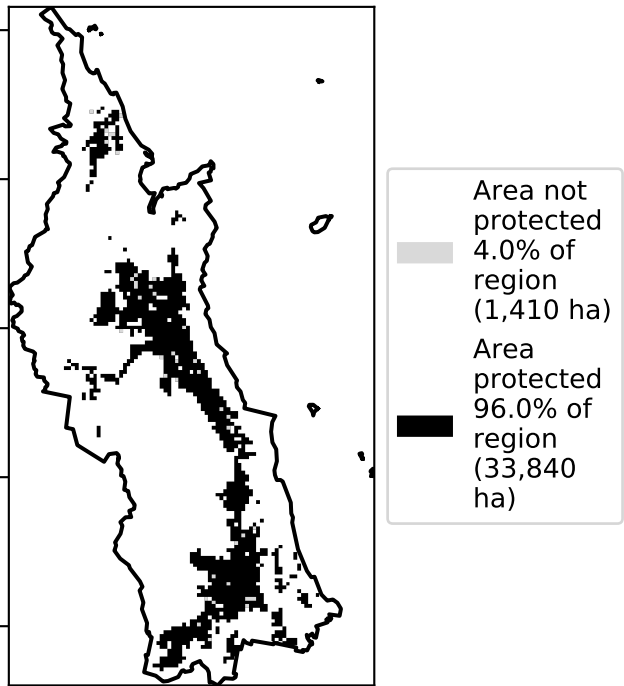 Area not
protected
4.0% of
region
(1,410 ha)
Area
protected
96.0% of
region
(33,840
ha)